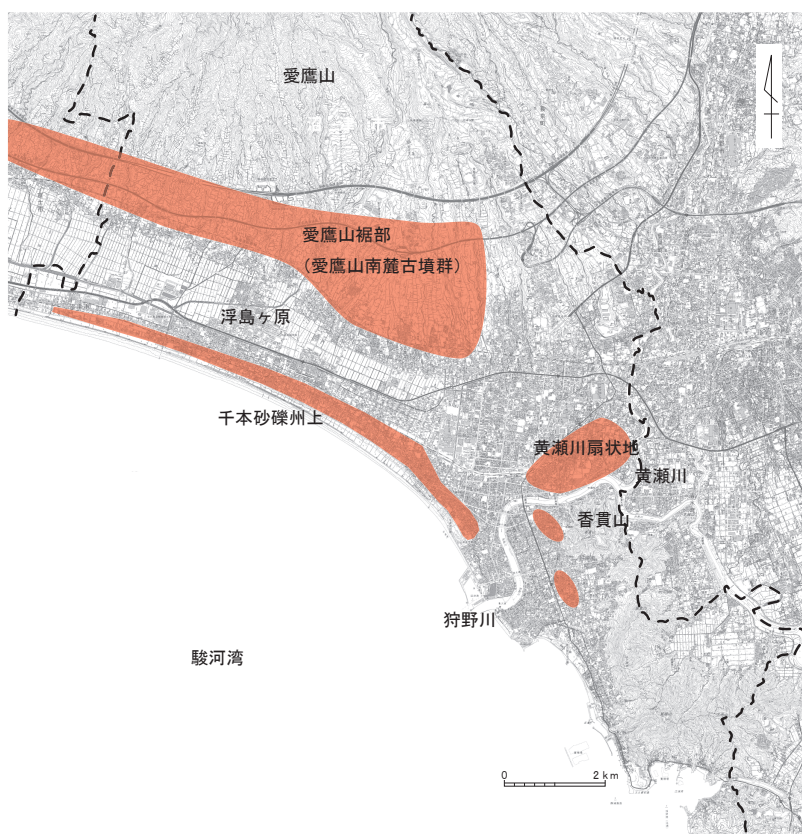 愛鷹山
愛鷹山裾部
（愛鷹山南麓古墳群）
浮島ヶ原
千本砂礫州上
黄瀬川扇状地
黄瀬川
香貫山
狩野川
駿河湾
0 2 km